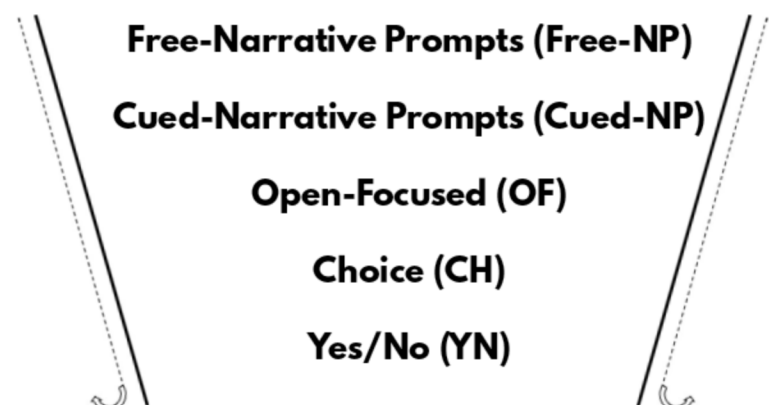 Free-Narrative Prompts (Free-NP)
Cued-Narrative Prompts (Cued-NP)
Open-Focused (OF)
Choice (CH)
Yes/No (YN)